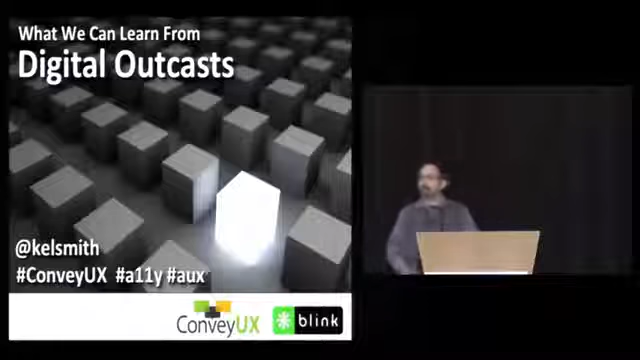 What We Can Learn From
Digital Outcasts
@kelsmith
#ConveyUX #a11y #aux
ConveyUX
blink